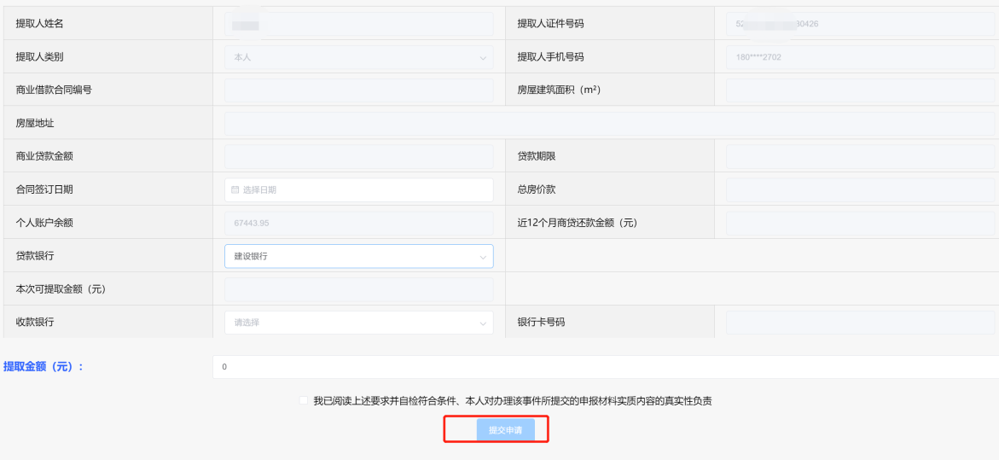 提取人姓名 提取人证件号码 52 30426
提取人类别 本人 提取人手机号码 180****2702
商业借款合同编号 房屋建筑面积（m²）
房屋地址
商业贷款金额 贷款期限
合同签订日期 选择日期 总房价款
个人账户余额 67443.95 近12个月商贷还款金额（元）
贷款银行 建设银行
本次可提取金额（元）
收款银行 请选择 银行卡号码
提取金额（元）： 0
我已阅读上述要求并自检符合条件、本人对办理该事件所提交的申报材料实质内容的真实性负责
提交申请